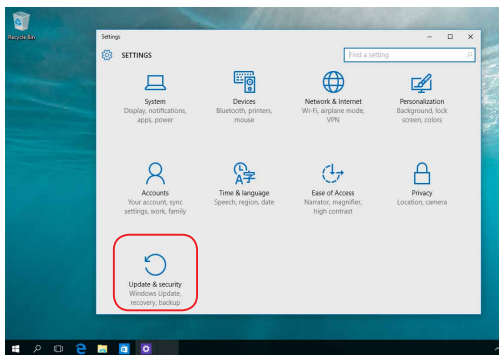 Recycle Bin
Settings
SETTINGS
Find a setting
System
Display, notifications,
apps, power
Devices
Bluetooth, printers,
mouse
Network & Internet
Wi-Fi, airplane mode,
VPN
Personalization
Background, lock
screen, colors
Accounts
Your account, sync
settings, work, family
Time & language
Speech, region, date
Ease of Access
Narrator, magnifier,
high contrast
Privacy
Location, camera
Update & security
Windows Update,
recovery, backup